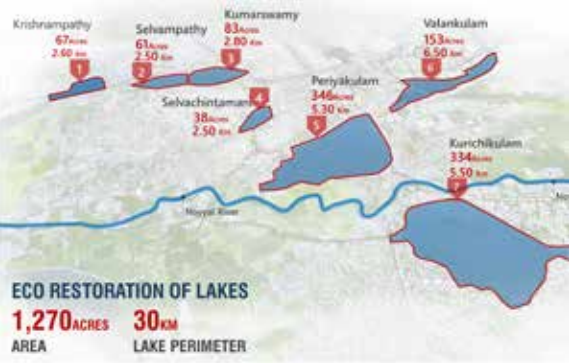 Krishnampathy
67Acres
2.60 Km
1
Selvampathy
61Acres
2.50 Km
2
Kumarswamy
83Acres
2.80 Km
3
Selvachintamani
38Acres
2.50 Km
4
Periyakulam
346Acres
5.30 Km
5
Valankulam
153Acres
6.50 Km
6
Kurichikulam
334Acres
5.50 Km
7
Noyyal River
ECO RESTORATION OF LAKES
1,270ACRES
AREA
30KM
LAKE PERIMETER